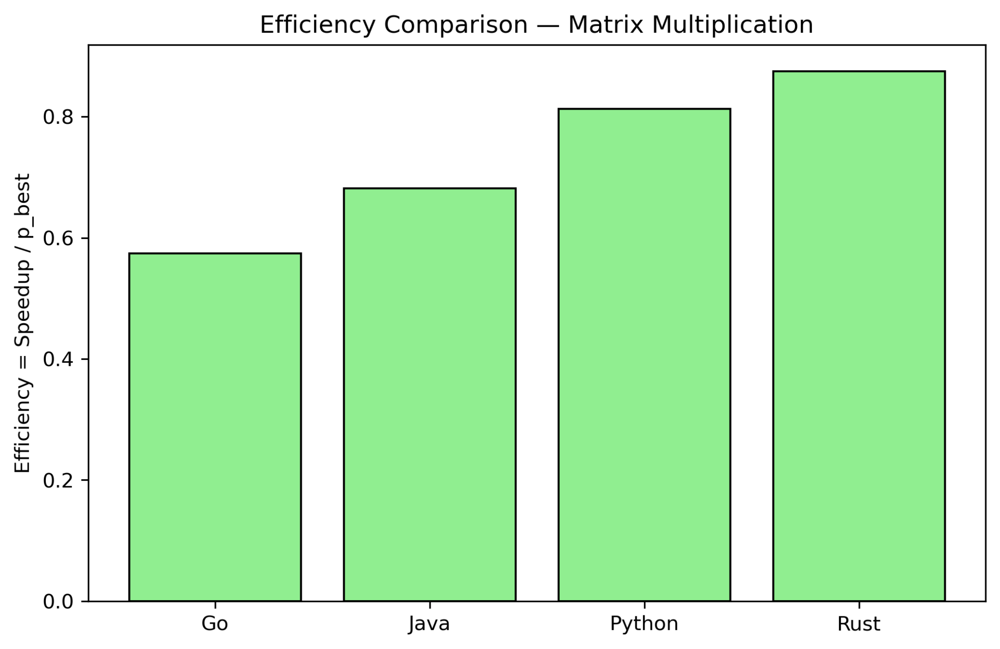 Efficiency Comparison — Matrix Multiplication
Efficiency = Speedup / p_best
0.8
0.6
0.4
0.2
0.0
Go
Java
Python
Rust